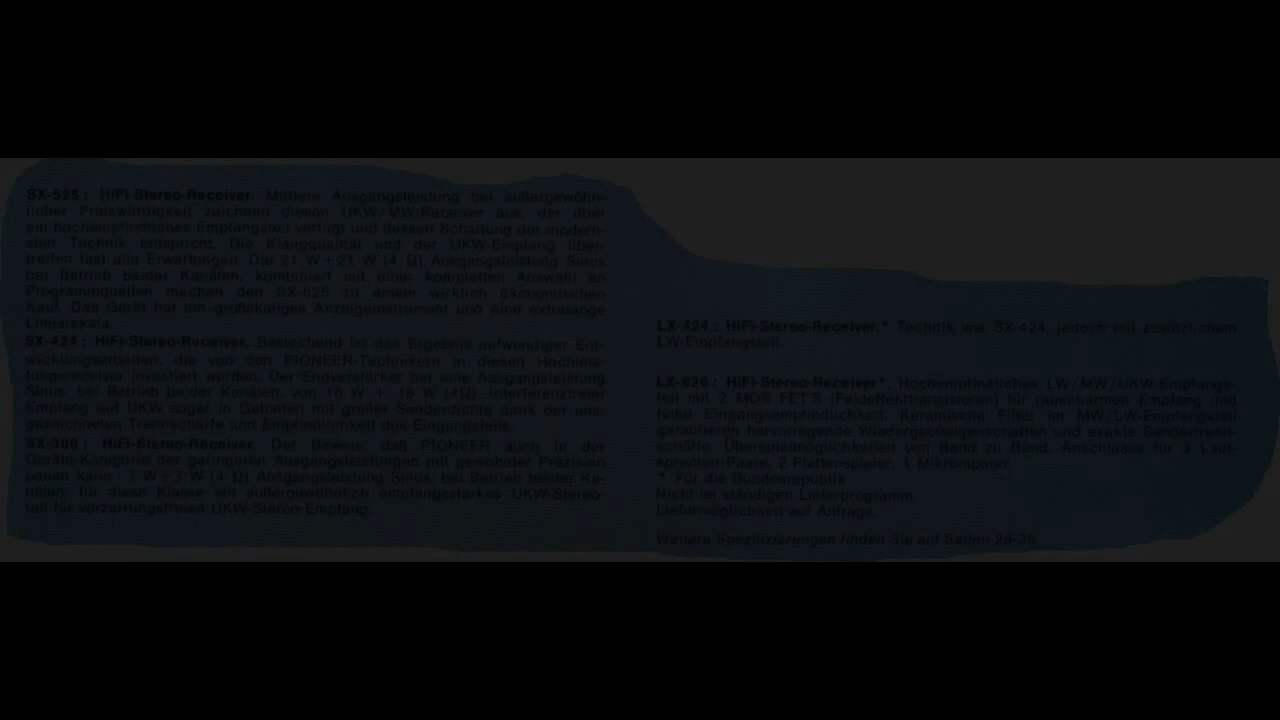 SX-525: HiFi-Stereo-Receiver. Mittlere Ausgangsleistung bei außergewöhn-
licher Preiswürdigkeit zeichnen diesen UKW/MW-Receiver aus, der über
ein hochempfindliches Empfangsteil verfügt und dessen Schaltung der modern-
sten Technik entspricht. Die Klangqualität und der UKW-Empfang über-
treffen fast alle Erwartungen. Die 21 W+21 W (4 Ω) Ausgangsleistung Sinus
bei Betrieb beider Kanälen, kombiniert mit einer kompletten Auswahl an
Programmquellen machen den SX-525 zu einem wirklich ökonomischen
Kauf. Das Gerät hat ein großskaliges Anzeigeinstrument und eine extralange
Linearskala.
SX-424: HiFi-Stereo-Receiver. Bestechend ist das Ergebnis aufwendiger Ent-
wicklungsarbeiten, die von den PIONEER-Technikern in diesen Hochleis-
tungsreceiver investiert wurden. Der Endverstärker hat eine Ausgangsleistung
Sinus, bei Betrieb beider Kanälen, von 16 W + 16 W (4Ω). Interferenzfreier
Empfang auf UKW sogar in Gebieten mit großer Senderdichte dank der aus-
gezeichneten Trennschärfe und Empfindlichkeit des Eingangsteils.
SX-300: HiFi-Stereo-Receiver. Der Beweis, daß PIONEER auch in der
Geräte-Kategorie der geringeren Ausgangsleistungen mit gewohnter Präzision
bauen kann: 7 W+7 W (4 Ω) Ausgangsleistung Sinus, bei Betrieb beider Ka-
nälen; für diese Klasse ein außergewöhnlich empfangsstarkes UKW-Stereo-
teil für verzerrungsfreien UKW-Stereo-Empfang.
LX-424: HiFi-Stereo-Receiver.* Technik wie SX-424, jedoch mit zusätzlichem
LW-Empfangsteil.
LX-626: HiFi-Stereo-Receiver*. Hochempfindliches LW/MW/UKW-Empfangs-
teil mit 2 MOS FET'S (Feldeffekttransistoren) für rauscharmen Empfang und
hohe Eingangsempfindlichkeit. Keramische Filter im MW/LW-Empfangsteil
garantieren hervorragende Wiedergabeeigenschaften und exakte Sendertrenn-
schärfe. Überspielmöglichkeiten von Band zu Band. Anschlüsse für 3 Laut-
sprecher-Paare, 2 Plattenspieler, 1 Mikrophon.
* Für die Bundesrepublik
Nicht im ständigen Lieferprogramm.
Liefermöglichkeit auf Anfrage.
Weitere Spezifizierungen finden Sie auf Seiten 28-35.